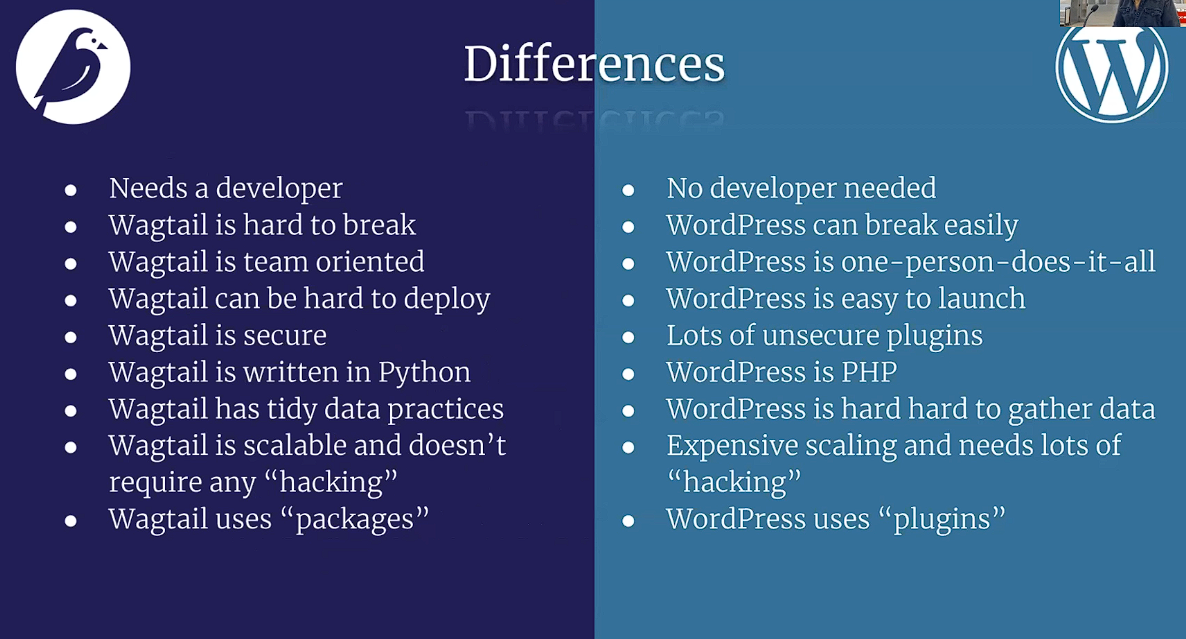 Differences
● Needs a developer
● Wagtail is hard to break
● Wagtail is team oriented
● Wagtail can be hard to deploy
● Wagtail is secure
● Wagtail is written in Python
● Wagtail has tidy data practices
● Wagtail is scalable and doesn’t
require any “hacking”
● Wagtail uses “packages”
● No developer needed
● WordPress can break easily
● WordPress is one-person-does-it-all
● WordPress is easy to launch
● Lots of unsecure plugins
● WordPress is PHP
● WordPress is hard hard to gather data
● Expensive scaling and needs lots of
“hacking”
● WordPress uses “plugins”